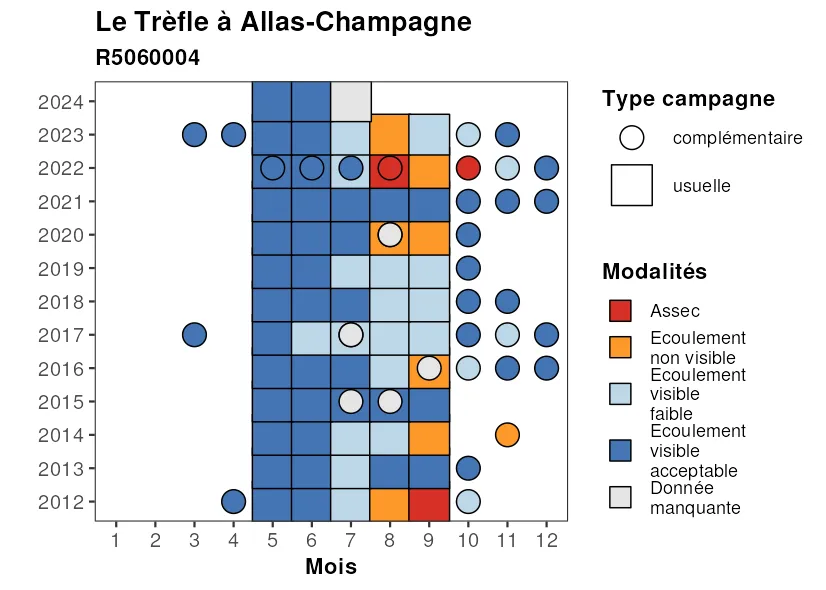 Le Trèfle à Allas-Champagne
R5060004
2024
2023
2022
2021
2020
2019
2018
2017
2016
2015
2014
2013
2012
1 2 3 4 5 6 7 8 9 10 11 12
Mois
Type campagne
complémentaire
usuelle
Modalités
Assec
Ecoulement
non visible
Ecoulement
visible
faible
Ecoulement
visible
acceptable
Donnée
manquante